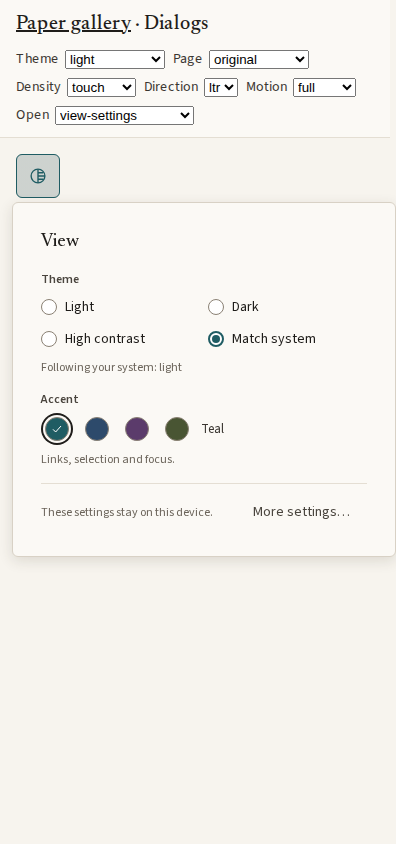 Paper gallery · Dialogs
Theme light Page original
Density touch Direction ltr Motion full
Open view-settings
View
Theme
Light Dark
High contrast Match system
Following your system: light
Accent
Teal
Links, selection and focus.
These settings stay on this device. More settings…